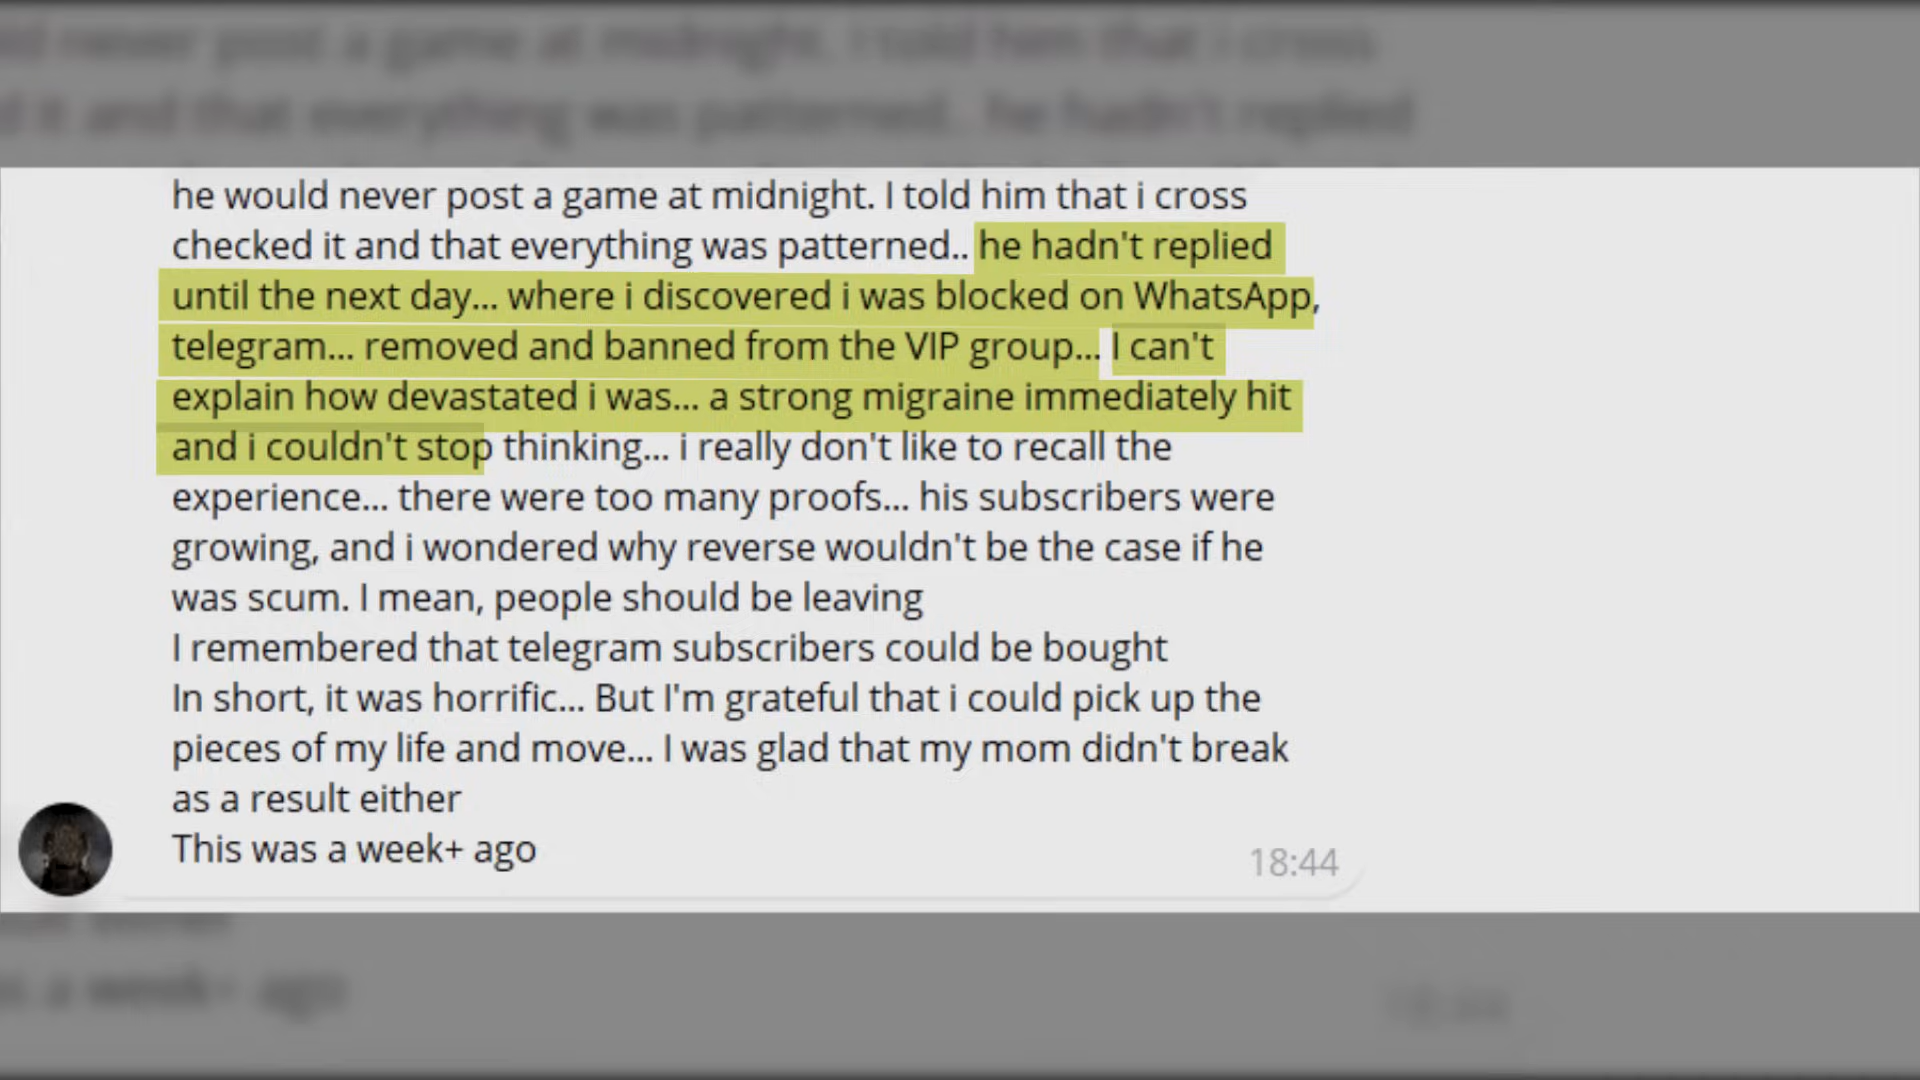 he would never post a game at midnight. I told him that i cross
checked it and that everything was patterned.. he hadn't replied
until the next day... where i discovered i was blocked on WhatsApp,
telegram... removed and banned from the VIP group... I can't
explain how devastated i was... a strong migraine immediately hit
and i couldn't stop thinking... i really don't like to recall the
experience... there were too many proofs... his subscribers were
growing, and i wondered why reverse wouldn't be the case if he
was scum. I mean, people should be leaving
I remembered that telegram subscribers could be bought
In short, it was horrific... But I'm grateful that i could pick up the
pieces of my life and move... I was glad that my mom didn't break
as a result either
This was a week+ ago
18:44